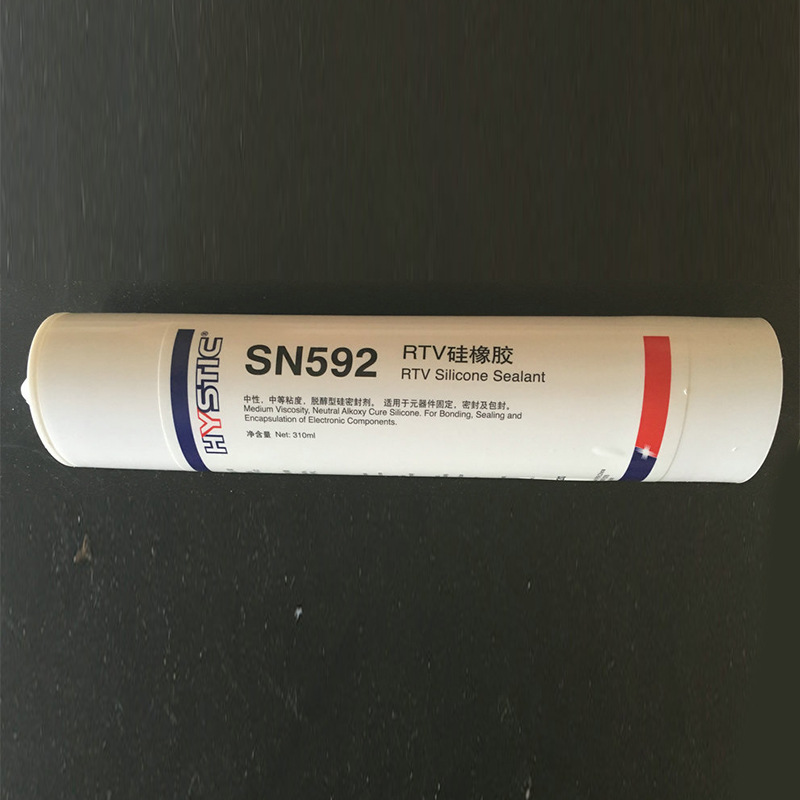 HYSTIC®
SN592
RTV硅橡胶
RTV Silicone Sealant
中性，中等粘度，脱醇型硅密封剂。适用于元器件固定、密封及包封。
Medium Viscosity, Neutral Alkoxy Cure Silicone. For Bonding, Sealing and
Encapsulation of Electronic Components.
净含量 Net: 310ml